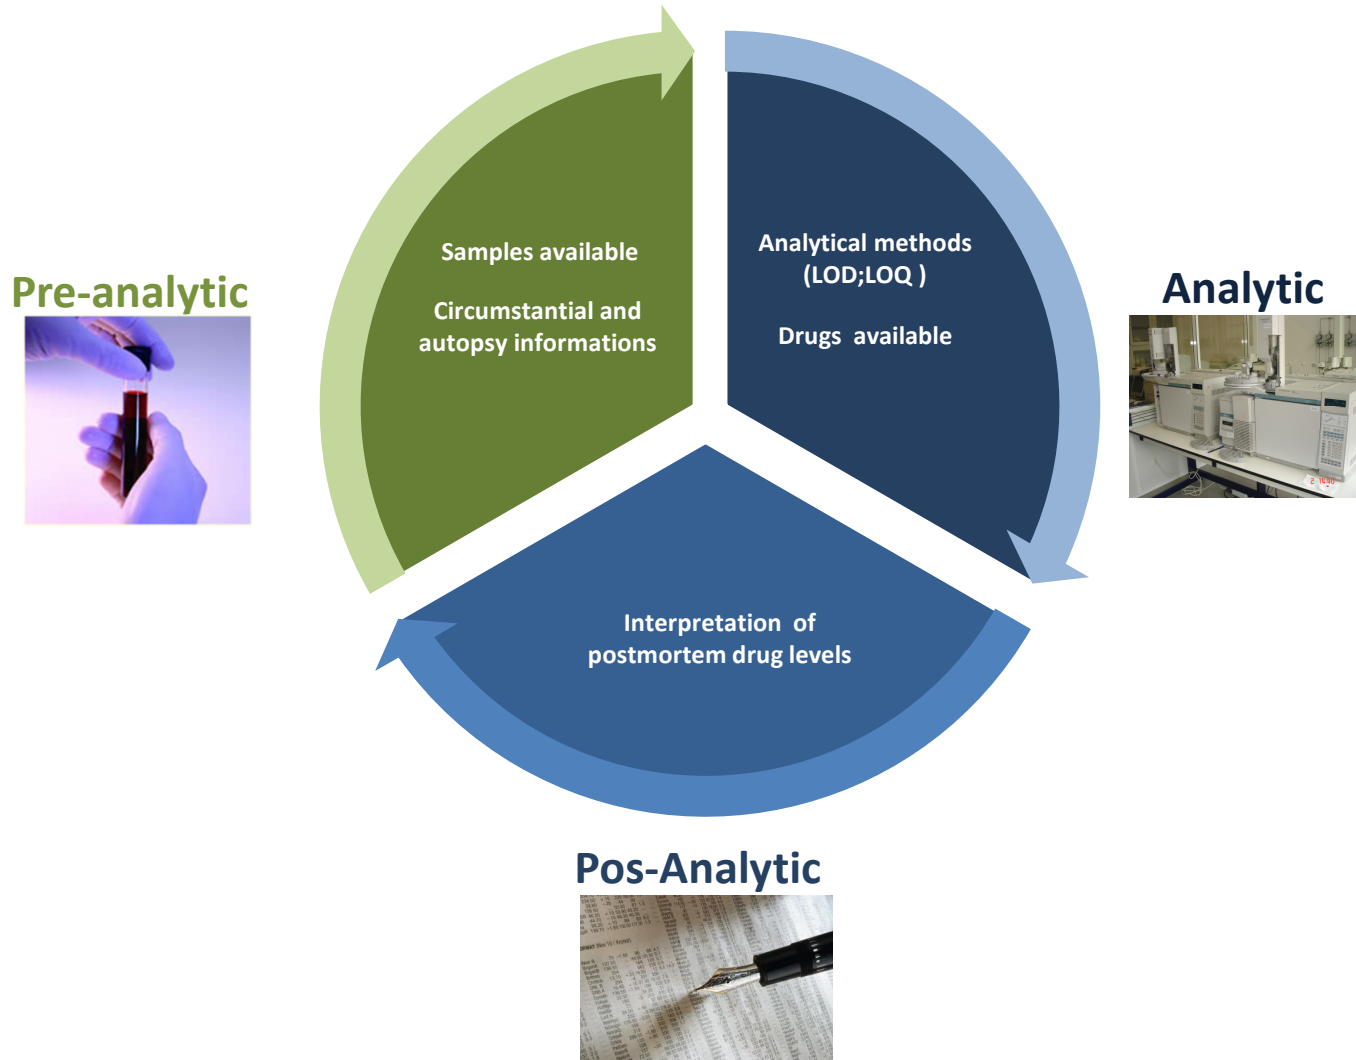 Pre-analytic
Samples available
Circumstantial and
autopsy informations
Analytical methods
(LOD;LOQ )
Drugs  available
Analytic
Interpretation  of
postmortem drug levels
Pos-Analytic